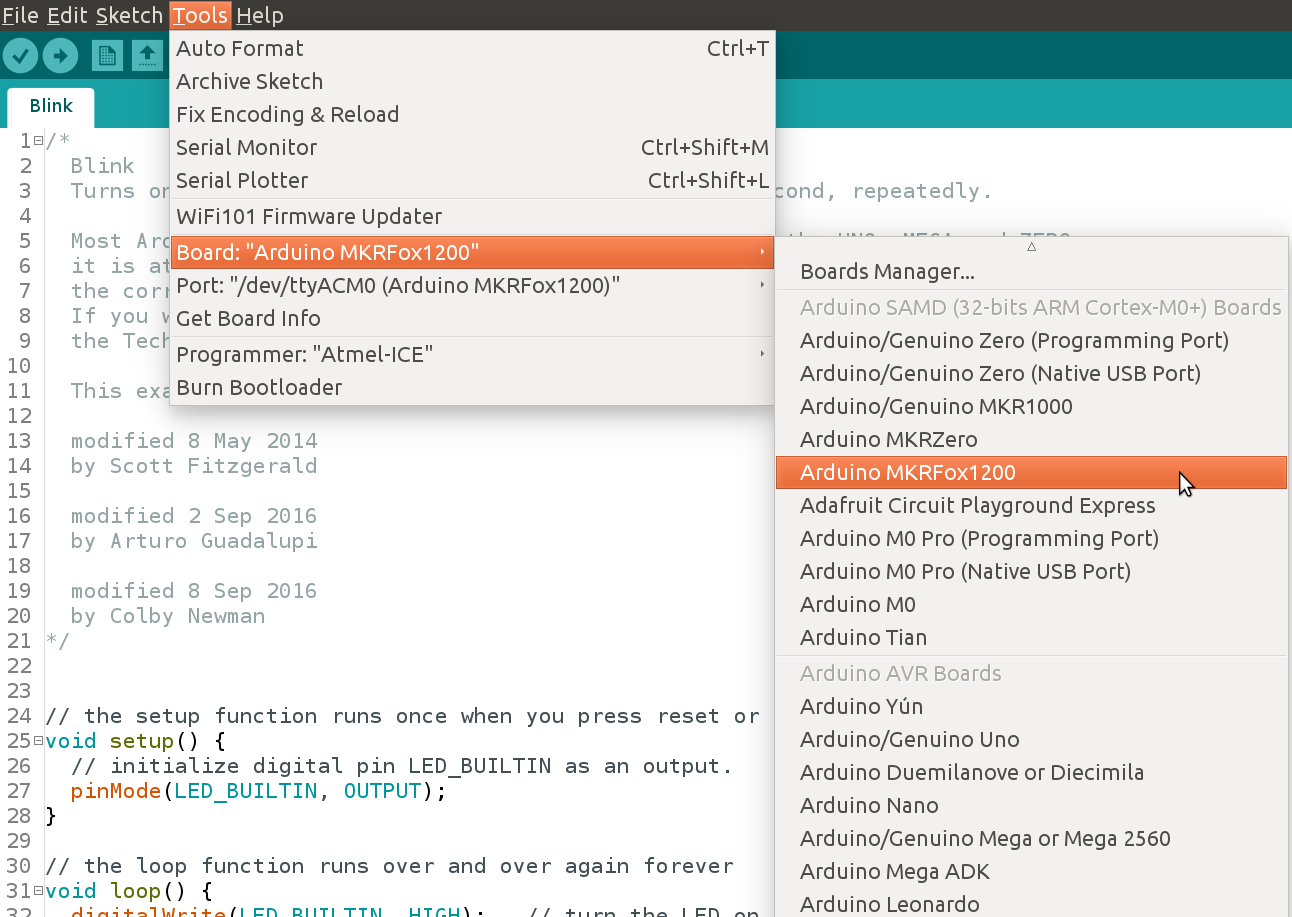 File Edit Sketch Tools Help
Auto Format Ctrl+T
Archive Sketch
Fix Encoding & Reload
Serial Monitor Ctrl+Shift+M
Serial Plotter Ctrl+Shift+L
WiFi101 Firmware Updater
Board: "Arduino MKRFox1200"
Port: "/dev/ttyACM0 (Arduino MKRFox1200)"
Get Board Info
Programmer: "Atmel-ICE"
Burn Bootloader
Boards Manager...
Arduino SAMD (32-bits ARM Cortex-M0+) Boards
Arduino/Genuino Zero (Programming Port)
Arduino/Genuino Zero (Native USB Port)
Arduino/Genuino MKR1000
Arduino MKRZero
Arduino MKRFox1200
Adafruit Circuit Playground Express
Arduino M0 Pro (Programming Port)
Arduino M0 Pro (Native USB Port)
Arduino M0
Arduino Tian
Arduino AVR Boards
Arduino Yún
Arduino/Genuino Uno
Arduino Duemilanove or Diecimila
Arduino Nano
Arduino/Genuino Mega or Mega 2560
Arduino Mega ADK
Arduino Leonardo
Blink
1 /*
2 Blink
3 Turns on cond, repeatedly.
4
5 Most Ard
6 it is at
7 the corr
8 If you w
9 the Tech
10
11 This exa
12
13 modified 8 May 2014
14 by Scott Fitzgerald
15
16 modified 2 Sep 2016
17 by Arturo Guadalupi
18
19 modified 8 Sep 2016
20 by Colby Newman
21 */
22
23
24 // the setup function runs once when you press reset or
25 void setup() {
26 // initialize digital pin LED_BUILTIN as an output.
27 pinMode(LED_BUILTIN, OUTPUT);
28 }
29
30 // the loop function runs over and over again forever
31 void loop() {
32 digitalWrite(LED_BUILTIN, HIGH); // turn the LED on